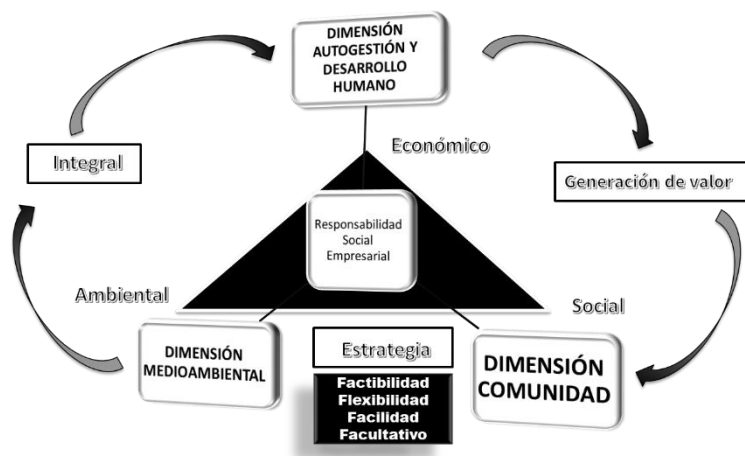 DIMENSIÓN
AUTOGESTIÓN Y
DESARROLLO
HUMANO
Económico
Integral
Generación de valor
Responsabilidad
Social
Empresarial
Ambiental
Social
DIMENSIÓN
MEDIOAMBIENTAL
Estrategia
DIMENSIÓN
COMUNIDAD
Factibilidad
Flexibilidad
Facilidad
Facultativo